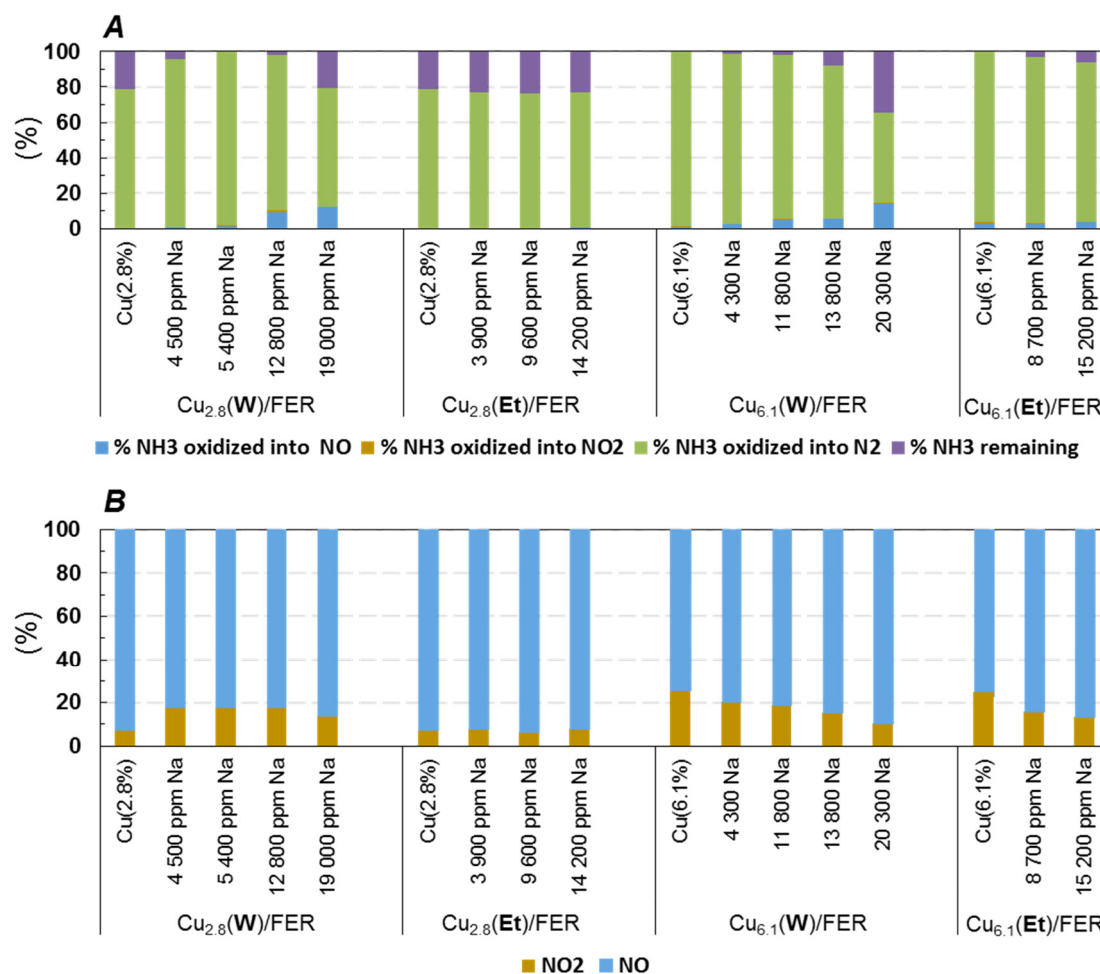 A
100
80
60
40
20
0
(%)
Cu(2.8%)
4 500 ppm Na
5 400 ppm Na
12 800 ppm Na
19 000 ppm Na
Cu(2.8%)
3 900 ppm Na
9 600 ppm Na
14 200 ppm Na
Cu(6.1%)
4 300 Na
11 800 Na
13 800 Na
20 300 Na
Cu(6.1%)
8 700 ppm Na
15 200 ppm Na
Cu2.8(W)/FER
Cu2.8(Et)/FER
Cu6.1(W)/FER
Cu6.1(Et)/FER
% NH3 oxidized into NO
% NH3 oxidized into NO2
% NH3 oxidized into N2
% NH3 remaining
B
100
80
60
40
20
0
(%)
Cu(2.8%)
4 500 ppm Na
5 400 ppm Na
12 800 ppm Na
19 000 ppm Na
Cu(2.8%)
3 900 ppm Na
9 600 ppm Na
14 200 ppm Na
Cu(6.1%)
4 300 Na
11 800 Na
13 800 Na
20 300 Na
Cu(6.1%)
8 700 ppm Na
15 200 ppm Na
Cu2.8(W)/FER
Cu2.8(Et)/FER
Cu6.1(W)/FER
Cu6.1(Et)/FER
NO2
NO